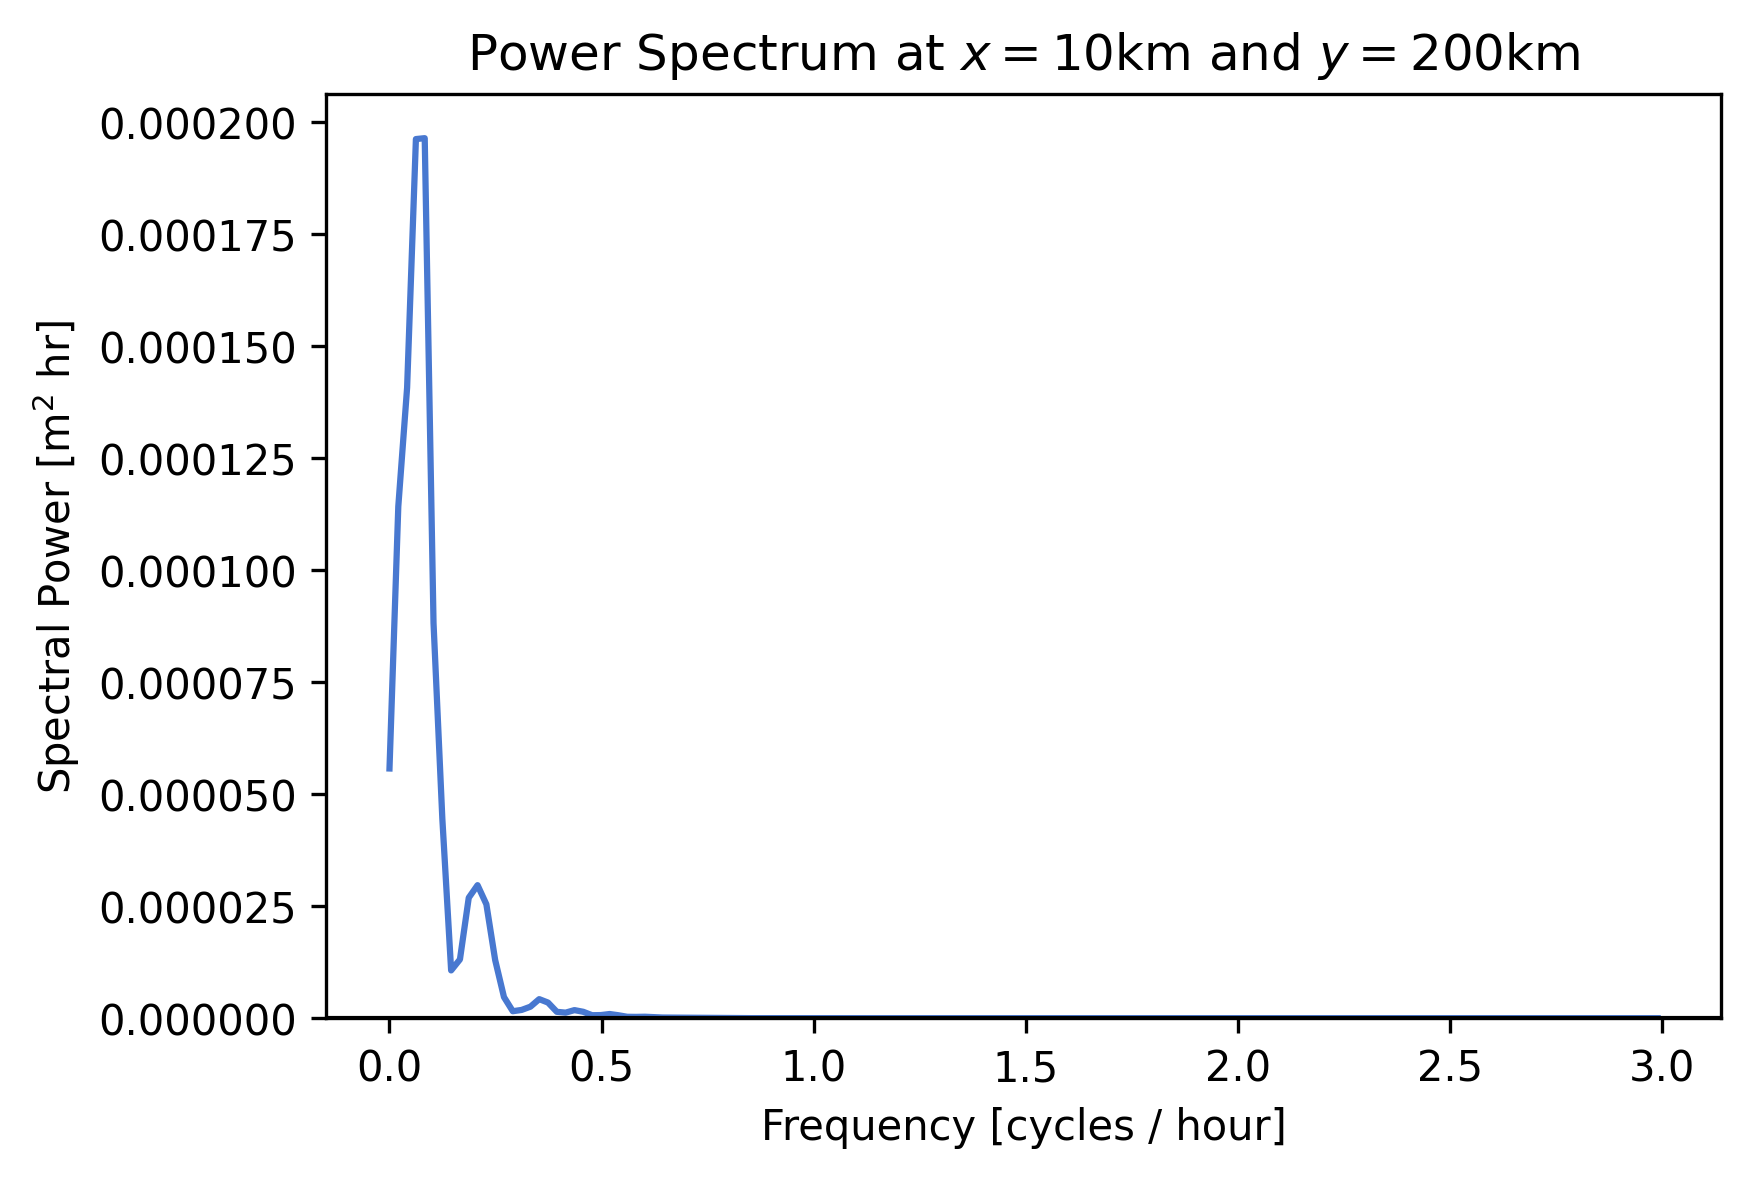 Power Spectrum at x = 10km and y = 200km
0.000200
0.000175
0.000150
0.000125
0.000100
0.000075
0.000050
0.000025
0.000000
Spectral Power [m² hr]
0.0 0.5 1.0 1.5 2.0 2.5 3.0
Frequency [cycles / hour]